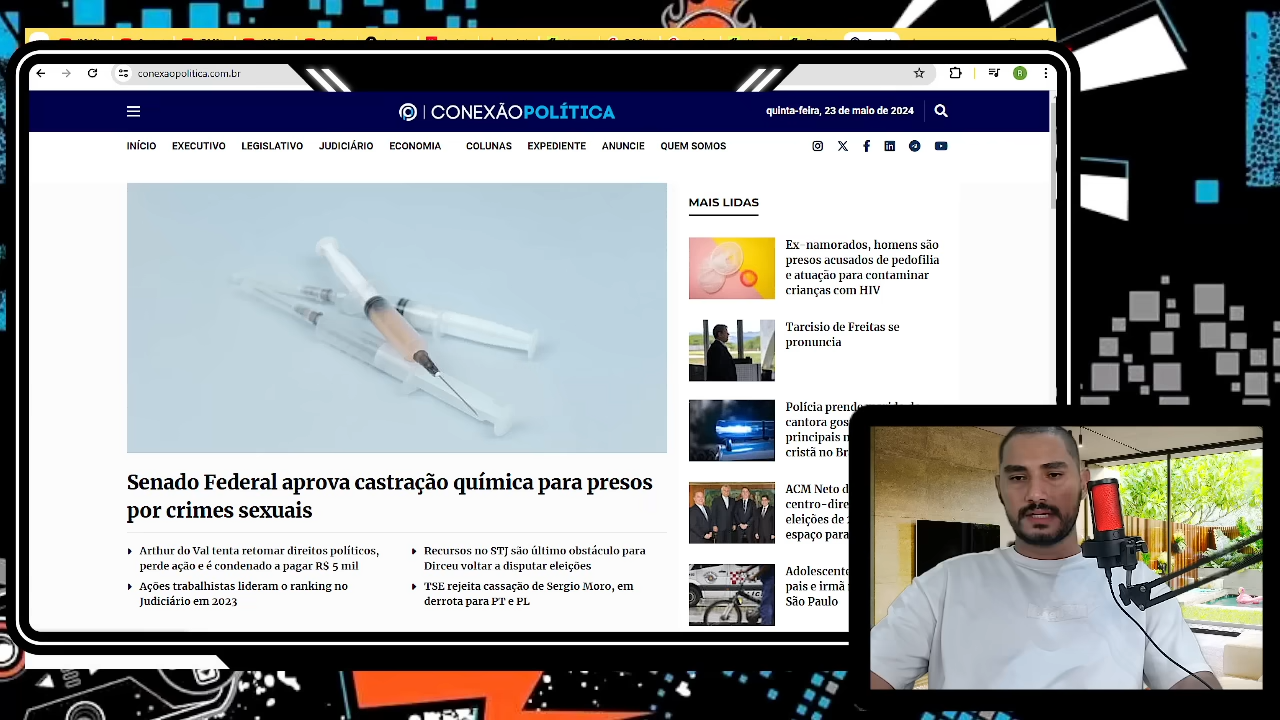 conexaopolitica.com.br
CONEXÃOPOLÍTICA
quinta-feira, 23 de maio de 2024
INÍCIO EXECUTIVO LEGISLATIVO JUDICIÁRIO ECONOMIA COLUNAS EXPEDIENTE ANUNCIE QUEM SOMOS
Senado Federal aprova castração química para presos
por crimes sexuais
Arthur do Val tenta retomar direitos políticos,
perde ação e é condenado a pagar R$ 5 mil
Ações trabalhistas lideram o ranking no
Judiciário em 2023
Recursos no STJ são último obstáculo para
Dirceu voltar a disputar eleições
TSE rejeita cassação de Sergio Moro, em
derrota para PT e PL
MAIS LIDAS
Ex-namorados, homens são
presos acusados de pedofilia
e atuação para contaminar
crianças com HIV
Tarcisio de Freitas se
pronuncia
Polícia prende
cantora
principais
cristã no
ACM Neto
eleições de
espaço para
Adolescente
pais e irmã
São Paulo